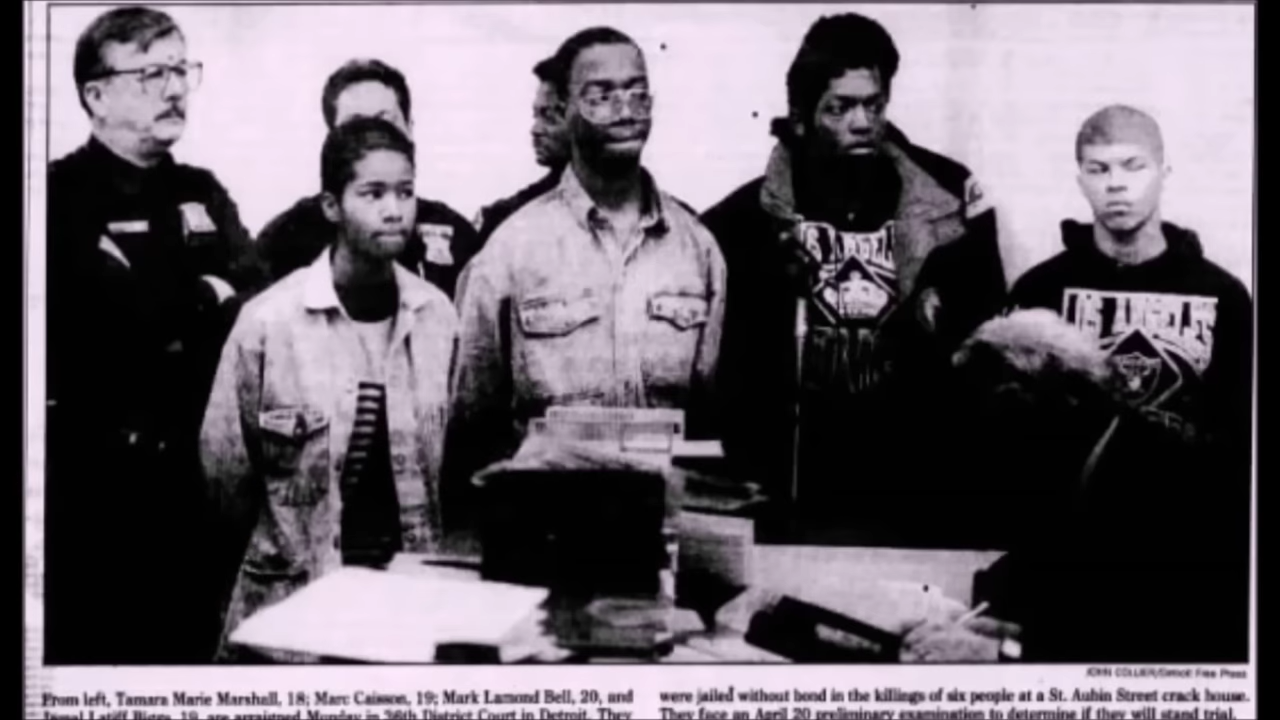 LOS ANGELES
JOHN COLLIER/Detroit Free Press
From left, Tamara Marie Marshall, 18; Marc Caisson, 19; Mark Lamond Bell, 20, and
Jamal Latiff Biggs, 19, are arraigned Monday in 36th District Court in Detroit. They
were jailed without bond in the killings of six people at a St. Aubin Street crack house.
They face an April 20 preliminary examination to determine if they will stand trial.